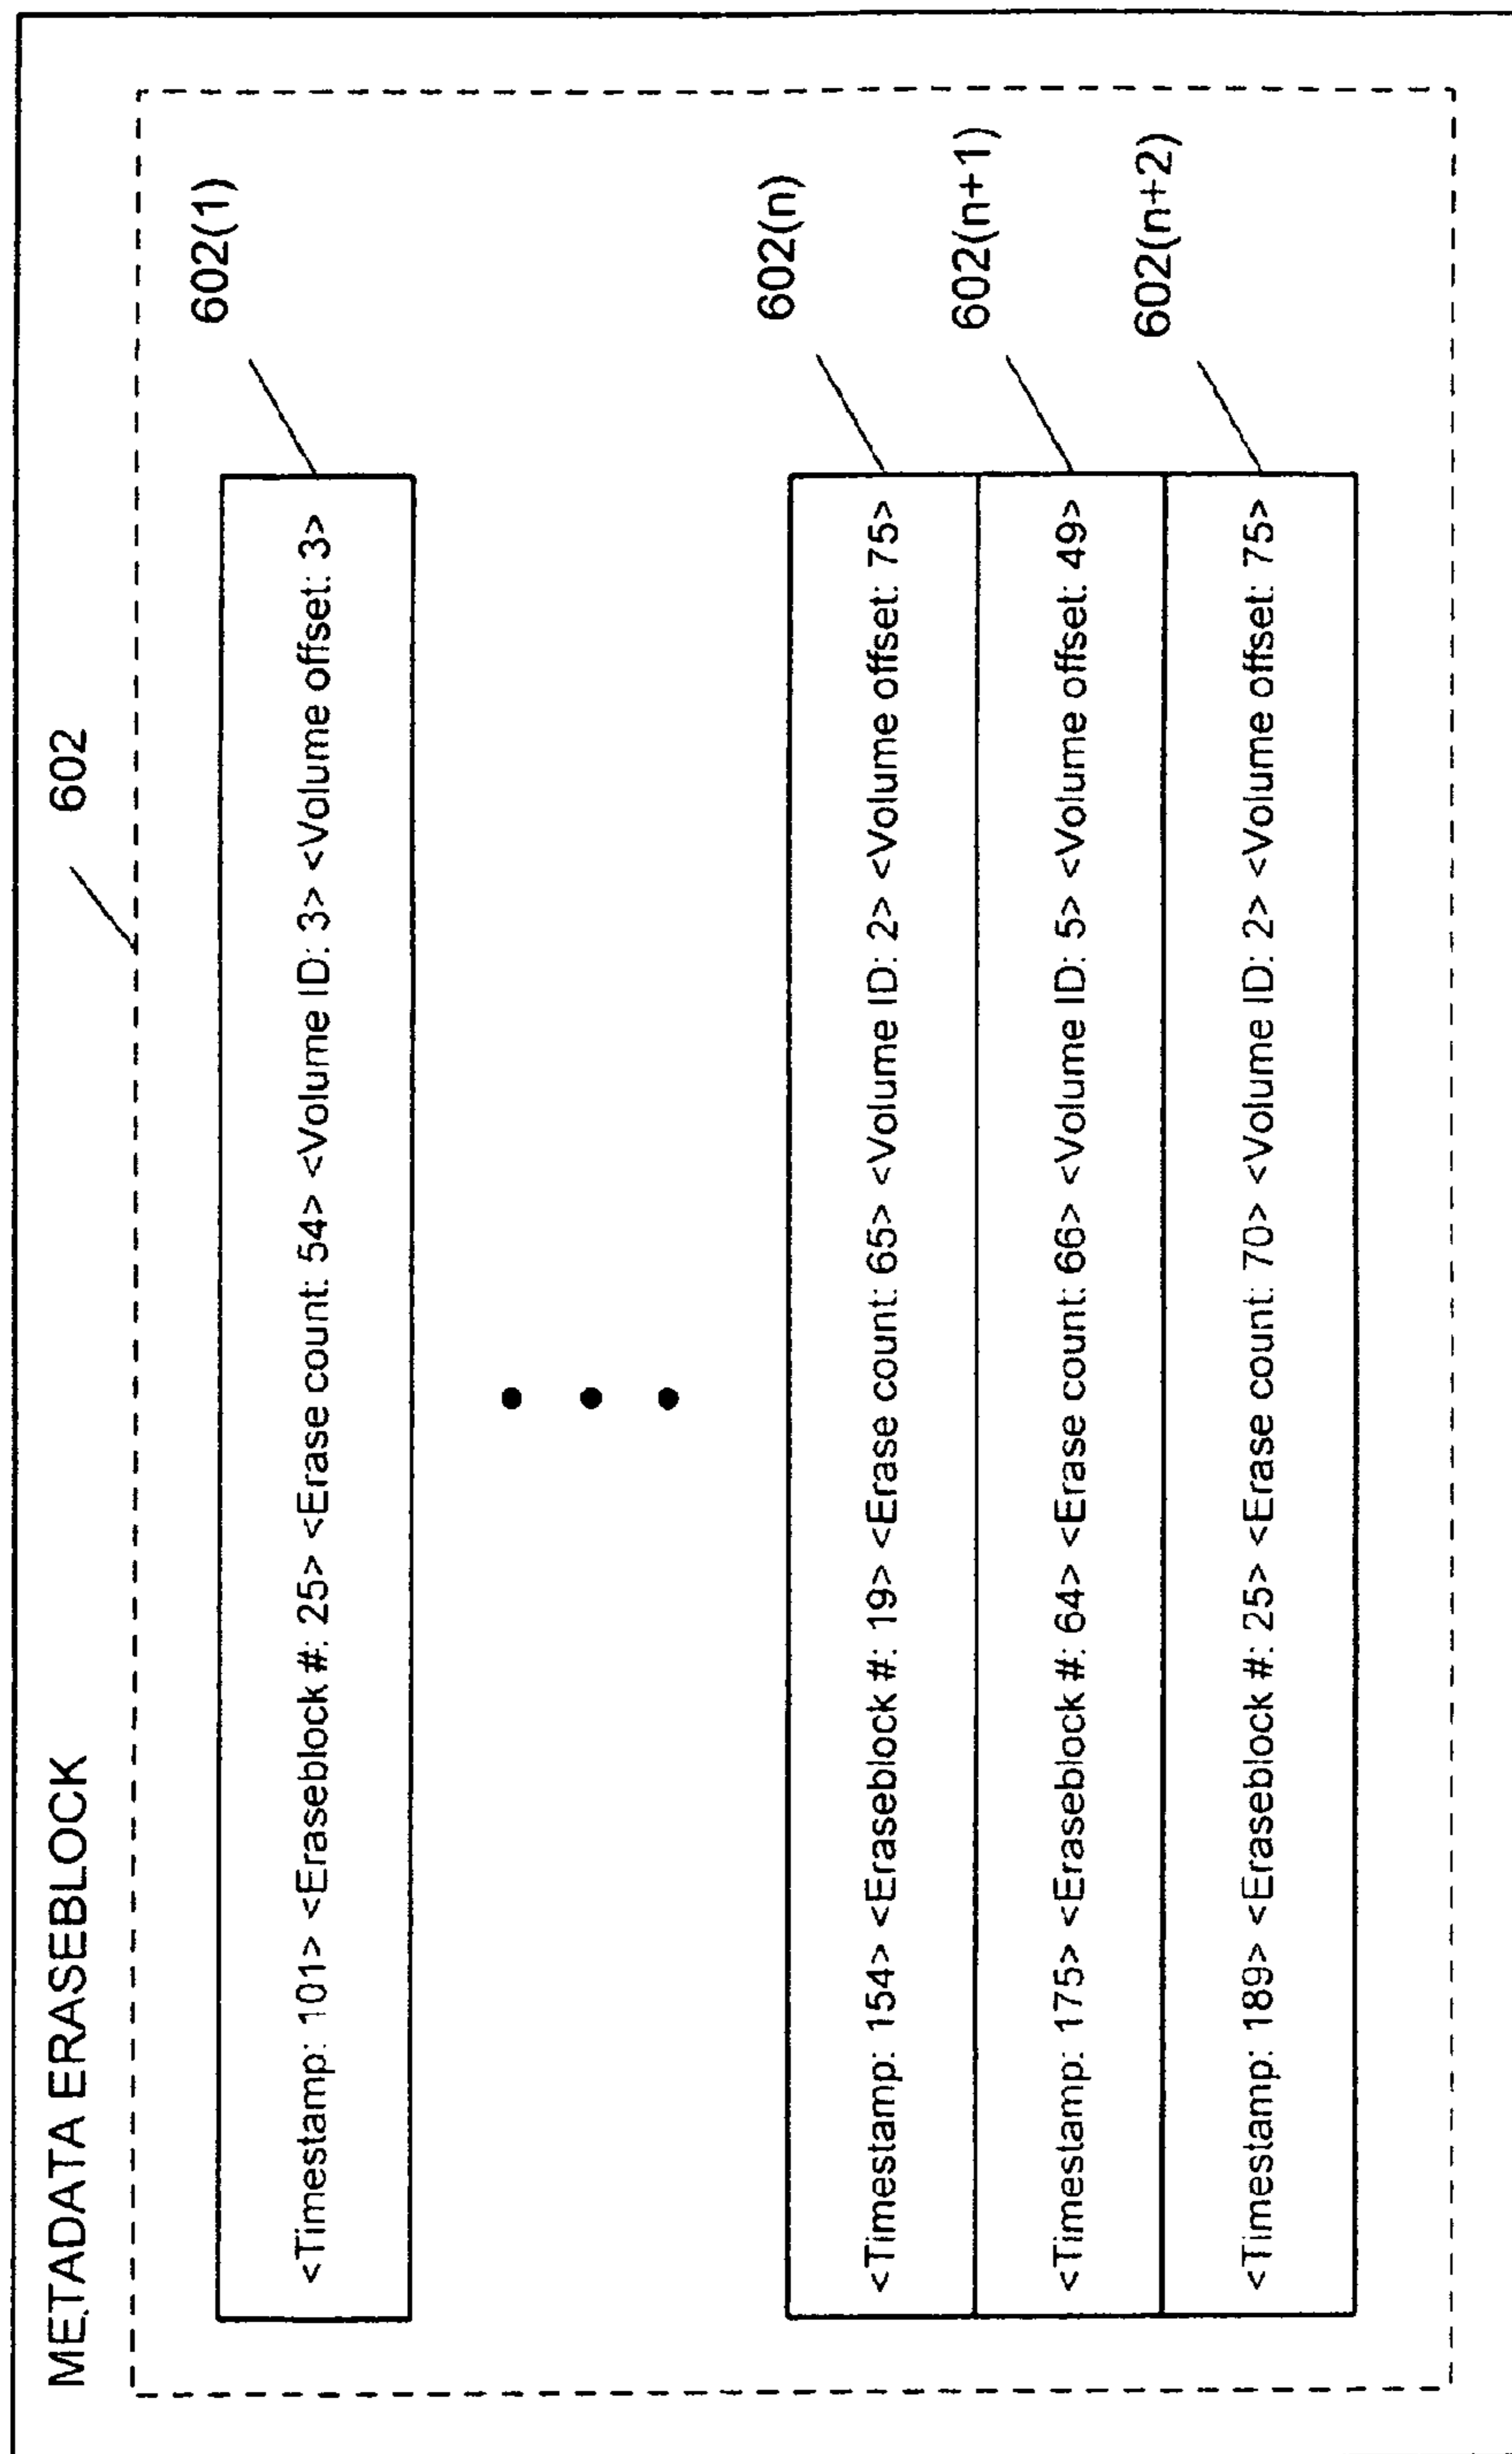 METADATA ERASEBLOCK
602
<Timestamp: 101> <Eraseblock #: 25> <Erase count: 54> <Volume ID: 3> <Volume offset: 3>
602(1)
<Timestamp: 154> <Eraseblock #: 19> <Erase count: 65> <Volume ID: 2> <Volume offset: 75>
602(n)
<Timestamp: 175> <Eraseblock #: 64> <Erase count: 66> <Volume ID: 5> <Volume offset: 49>
602(n+1)
<Timestamp: 189> <Eraseblock #: 25> <Erase count: 70> <Volume ID: 2> <Volume offset: 75>
602(n+2)